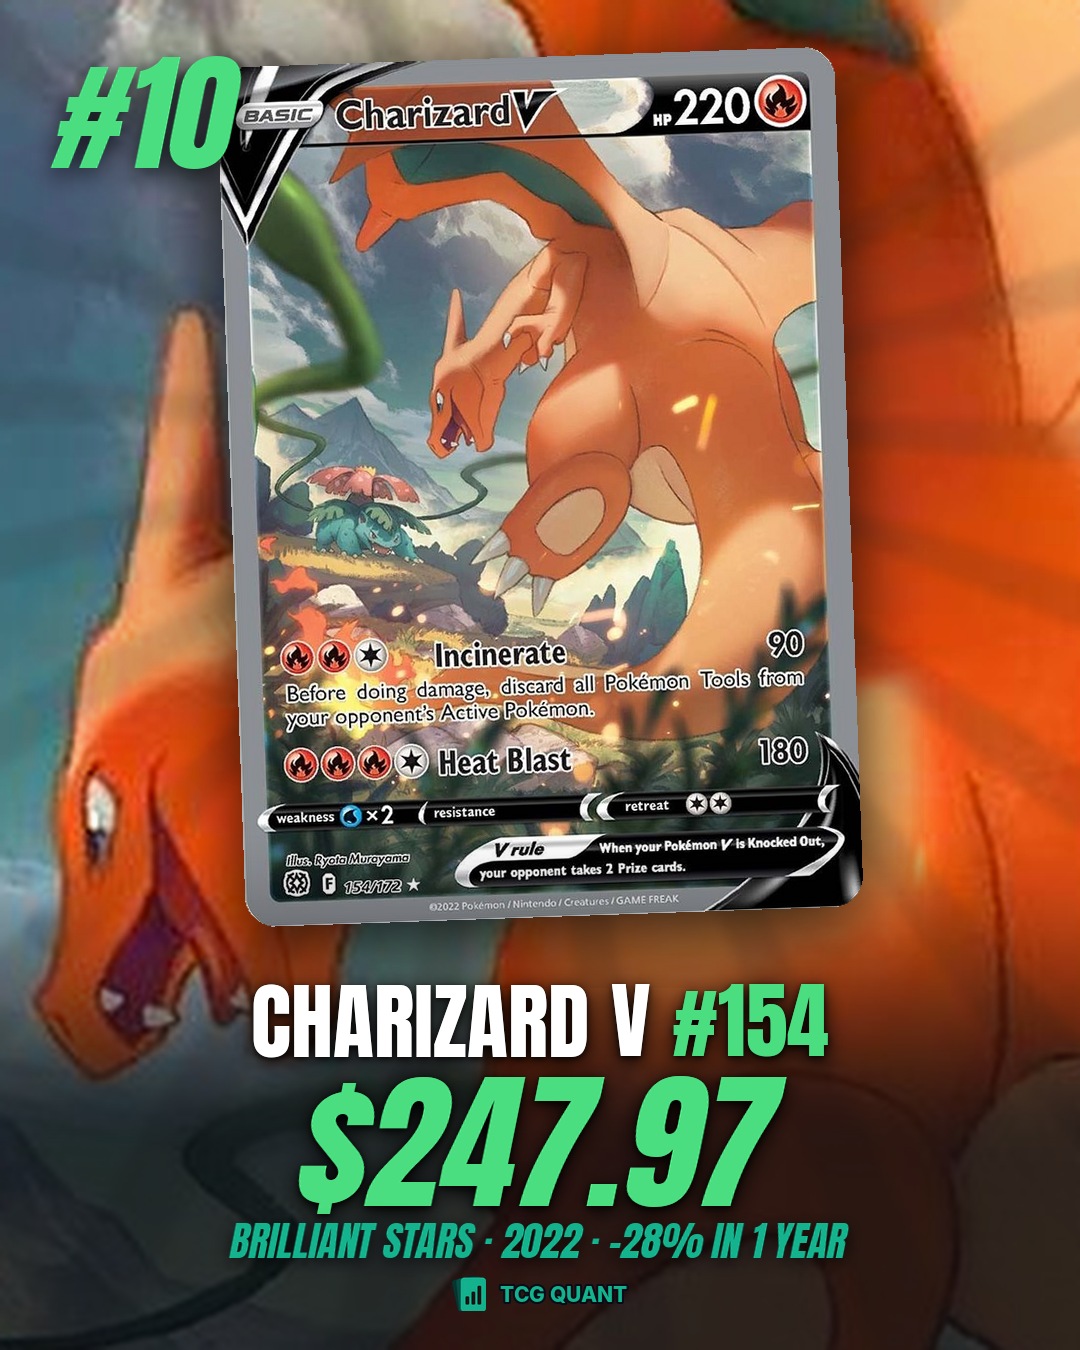 #10
BASIC Charizard V HP 220
Incinerate 90
Before doing damage, discard all Pokémon Tools from
your opponent's Active Pokémon.
Heat Blast 180
weakness ×2 resistance retreat
V rule When your Pokémon V is Knocked Out,
your opponent takes 2 Prize cards.
Illus. Ryota Murayama
F 154/172
©2022 Pokémon / Nintendo / Creatures / GAME FREAK
CHARIZARD V #154
$247.97
BRILLIANT STARS · 2022 · -28% IN 1 YEAR
TCG QUANT